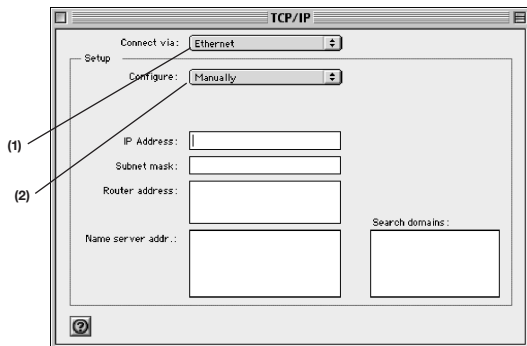 TCP/IP
Connect via: Ethernet
Setup
Configure: Manually
(1)
IP Address:
Subnet mask:
(2)
Router address:
Search domains:
Name server addr.:
?